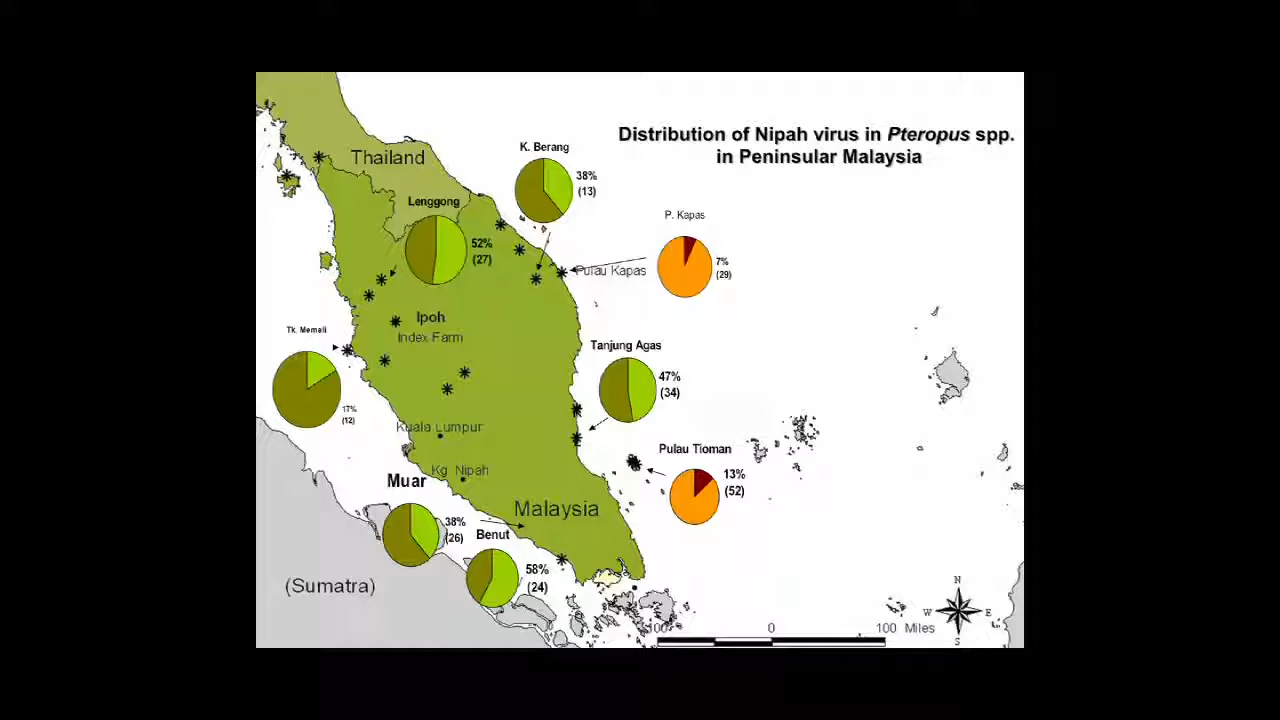 Distribution of Nipah virus in Pteropus spp.
in Peninsular Malaysia
K. Berang
38%
(13)
Thailand
Lenggong
52%
(27)
P. Kapas
7%
(29)
Pulau Kapas
Ipoh
Index Farm
Tk. Memali
17%
(12)
Tanjung Agas
47%
(34)
Kuala Lumpur
Pulau Tioman
13%
(52)
Kg. Nipah
Muar
38%
(26)
Malaysia
Benut
58%
(24)
(Sumatra)
N
W
E
S
100
0
100 Miles